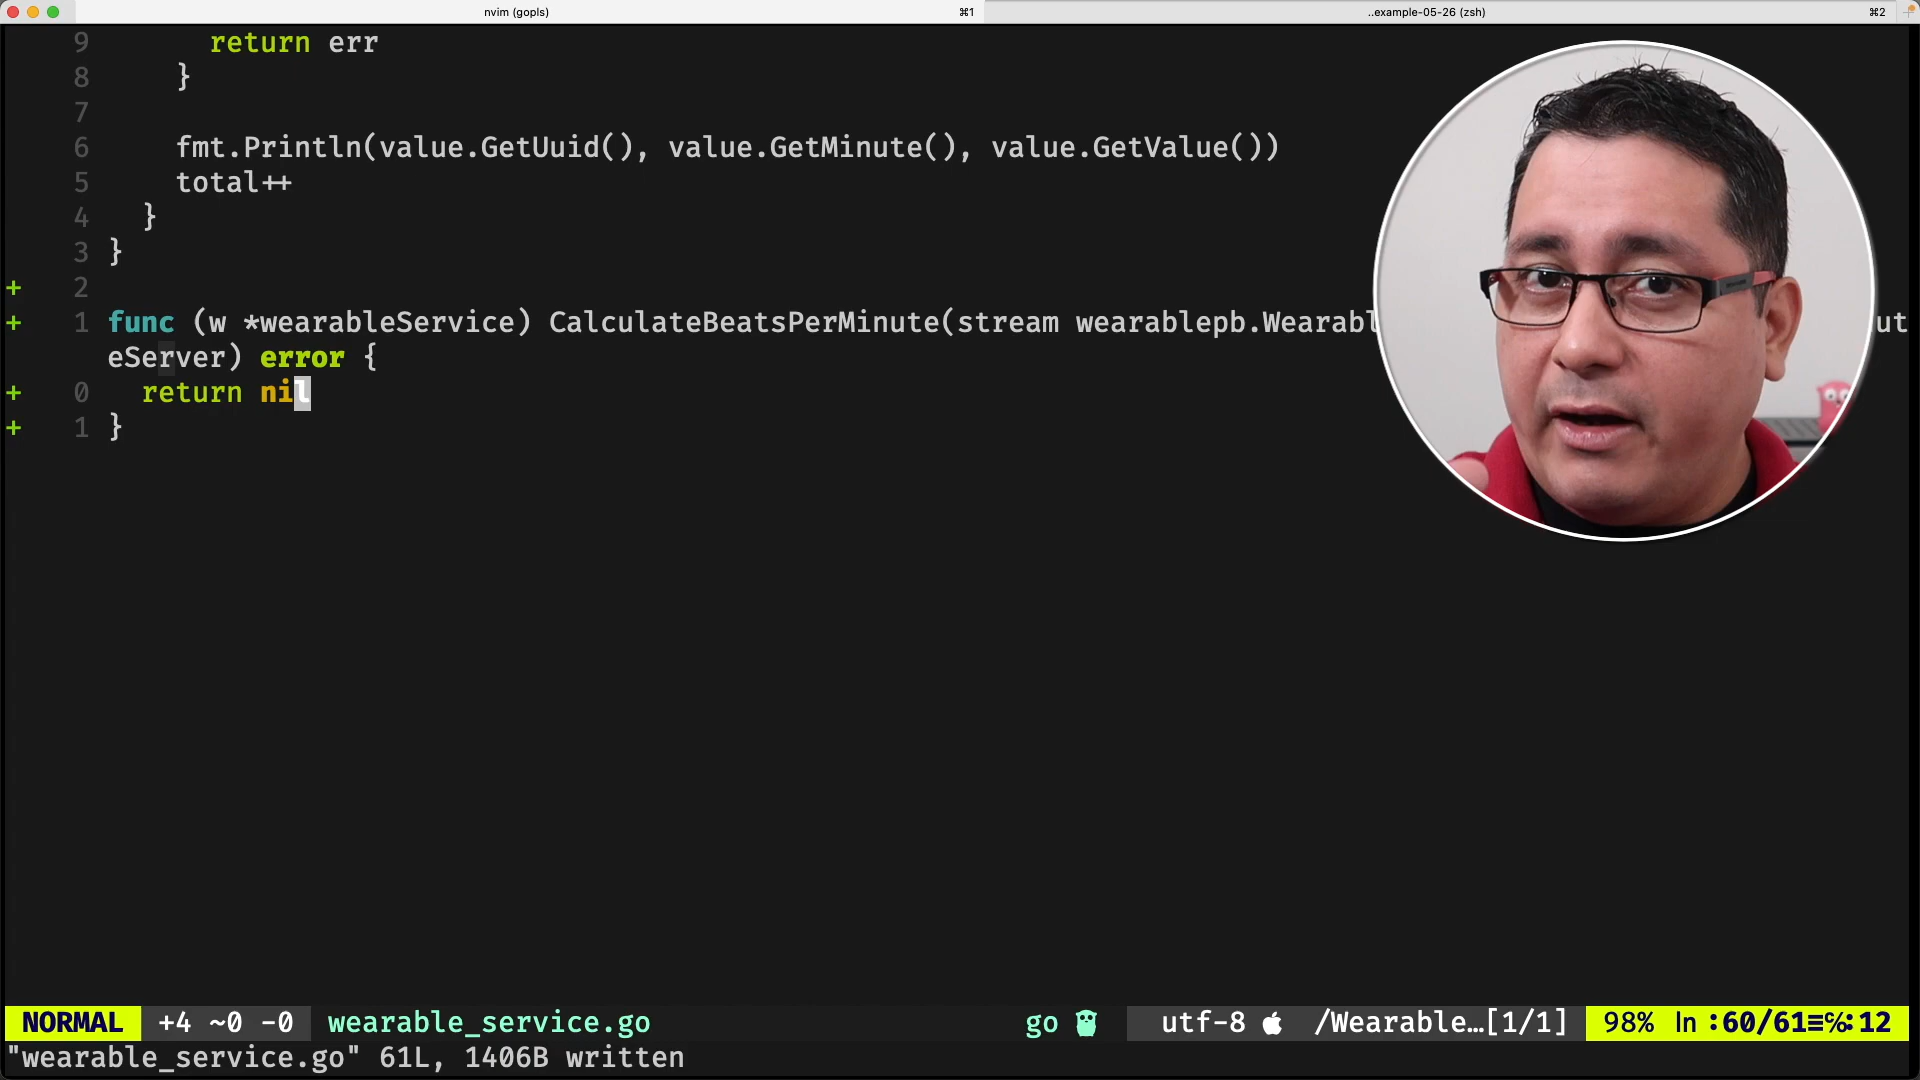 nvim (gopls) ⌘1 ..example-05-26 (zsh) ⌘2
9 return err
8 }
7
6 fmt.Println(value.GetUuid(), value.GetMinute(), value.GetValue())
5 total++
4 }
3 }
+ 2
+ 1 func (w *wearableService) CalculateBeatsPerMinute(stream wearablepb.Wearabl ut
eServer) error {
+ 0 return nil
+ 1 }
NORMAL +4 ~0 -0 wearable_service.go go utf-8 /Wearable…[1/1] 98% ln :60/61≡℅:12
"wearable_service.go" 61L, 1406B written